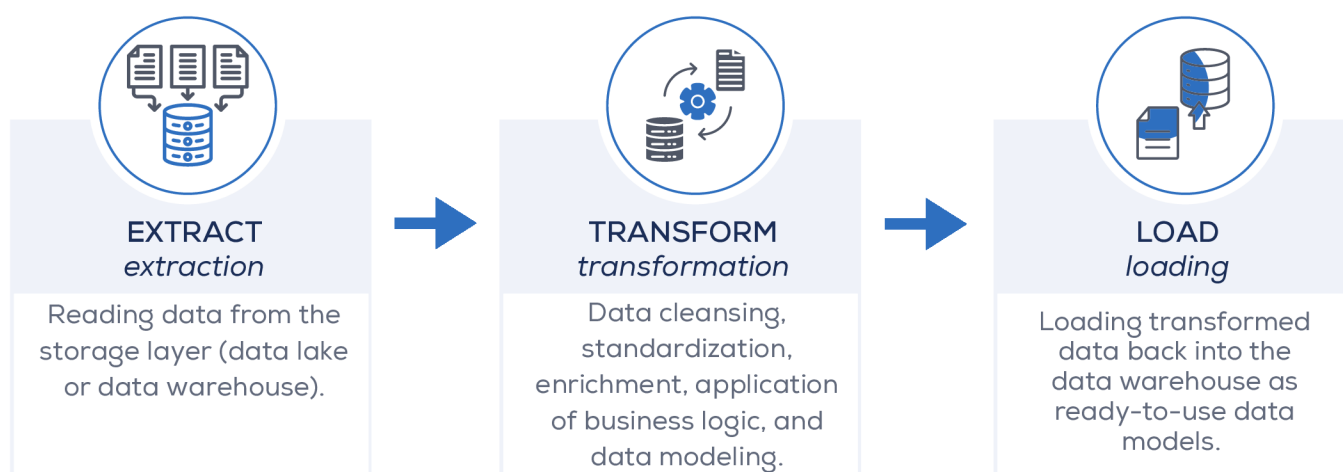 EXTRACT
extraction
Reading data from the
storage layer (data lake
or data warehouse).
TRANSFORM
transformation
Data cleansing,
standardization,
enrichment, application
of business logic, and
data modeling.
LOAD
loading
Loading transformed
data back into the
data warehouse as
ready-to-use data
models.